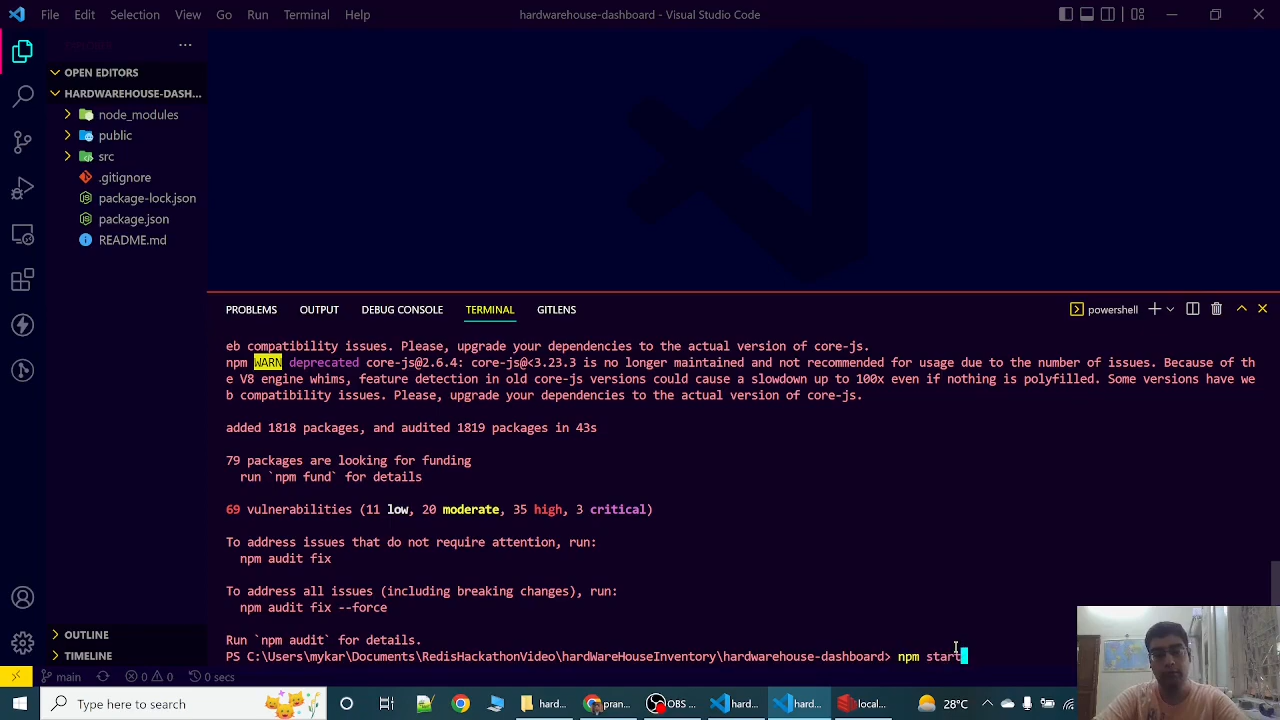 File Edit Selection View Go Run Terminal Help
hardwarehouse-dashboard - Visual Studio Code
OPEN EDITORS
HARDWAREHOUSE-DASH...
node_modules
public
src
.gitignore
package-lock.json
package.json
README.md
OUTLINE
TIMELINE
PROBLEMS OUTPUT DEBUG CONSOLE TERMINAL GITLENS
powershell
eb compatibility issues. Please, upgrade your dependencies to the actual version of core-js.
npm WARN deprecated core-js@2.6.4: core-js@<3.23.3 is no longer maintained and not recommended for usage due to the number of issues. Because of th
e V8 engine whims, feature detection in old core-js versions could cause a slowdown up to 100x even if nothing is polyfilled. Some versions have we
b compatibility issues. Please, upgrade your dependencies to the actual version of core-js.
added 1818 packages, and audited 1819 packages in 43s
79 packages are looking for funding
run `npm fund` for details
69 vulnerabilities (11 low, 20 moderate, 35 high, 3 critical)
To address issues that do not require attention, run:
npm audit fix
To address all issues (including breaking changes), run:
npm audit fix --force
Run `npm audit` for details.
PS C:\Users\mykar\Documents\RedisHackathonVideo\hardWareHouseInventory\hardwarehouse-dashboard> npm start
main 0 0 0 secs
Type here to search
hard... pran... OBS ... hard... hard... local...
28°C